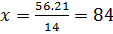 x = 56.21/14 = 84